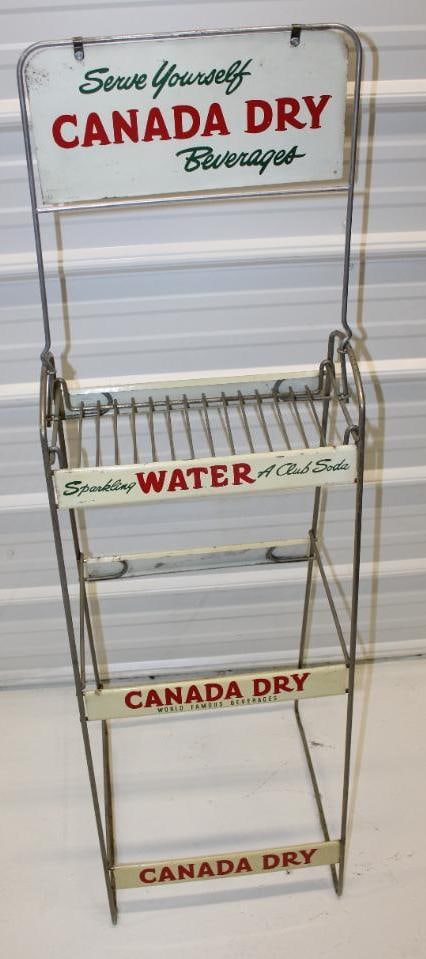 Serve Yourself
CANADA DRY
Beverages
Sparkling WATER A Club Soda
CANADA DRY
WORLD FAMOUS BEVERAGES
CANADA DRY